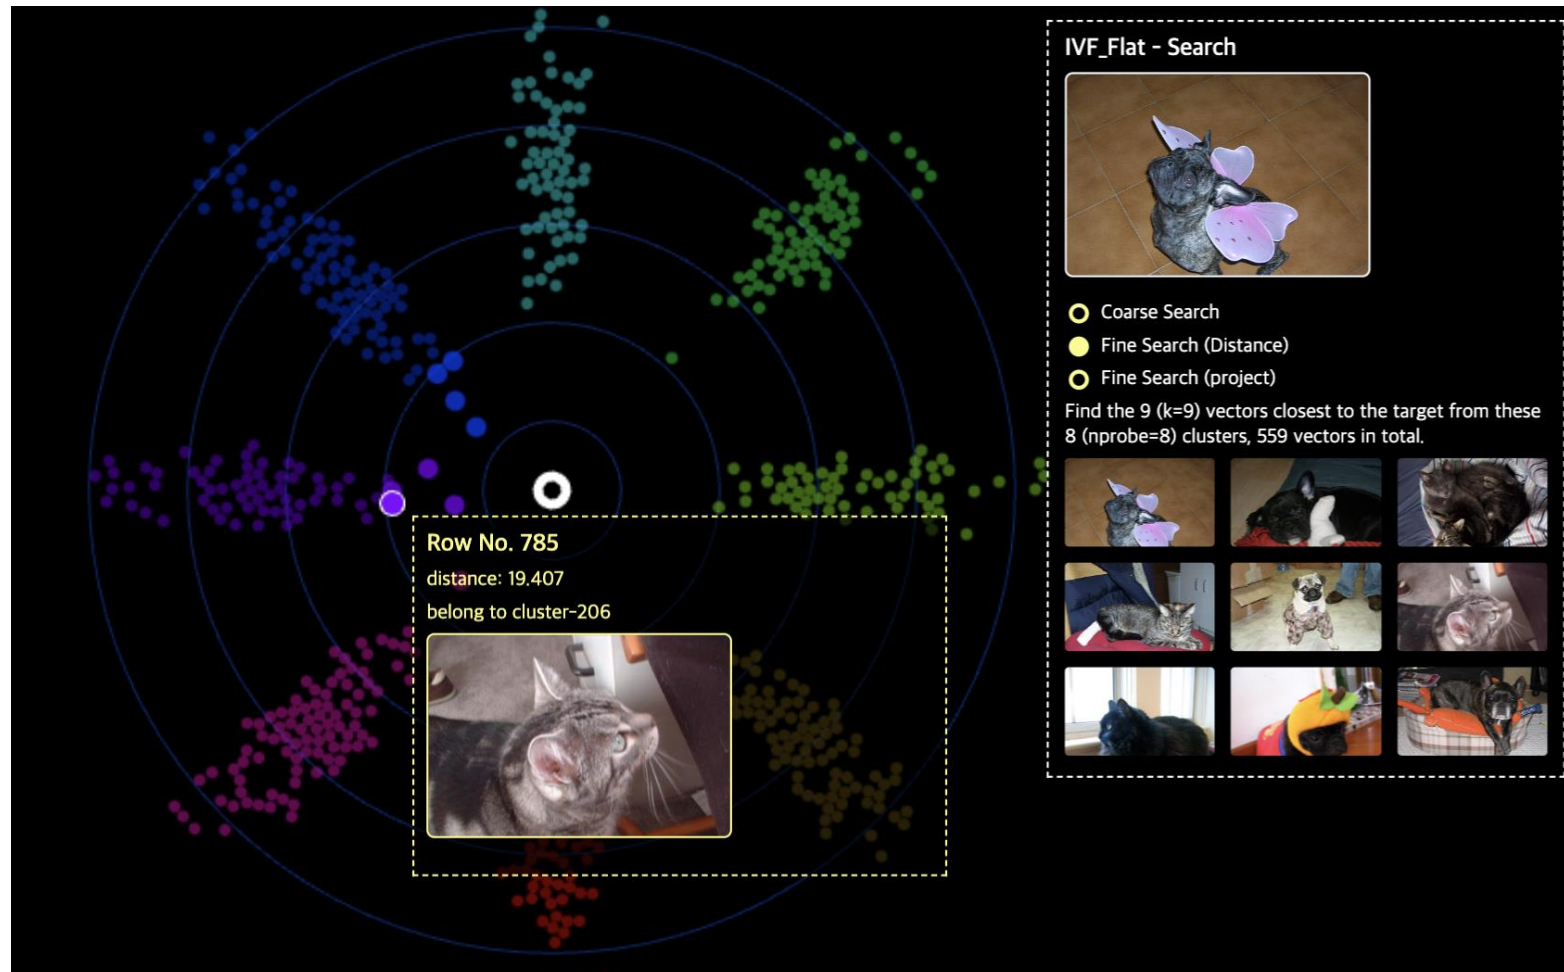 IVF_Flat - Search
Coarse Search
Fine Search (Distance)
Fine Search (project)
Find the 9 (k=9) vectors closest to the target from these
8 (nprobe=8) clusters, 559 vectors in total.
Row No. 785
distance: 19.407
belong to cluster-206